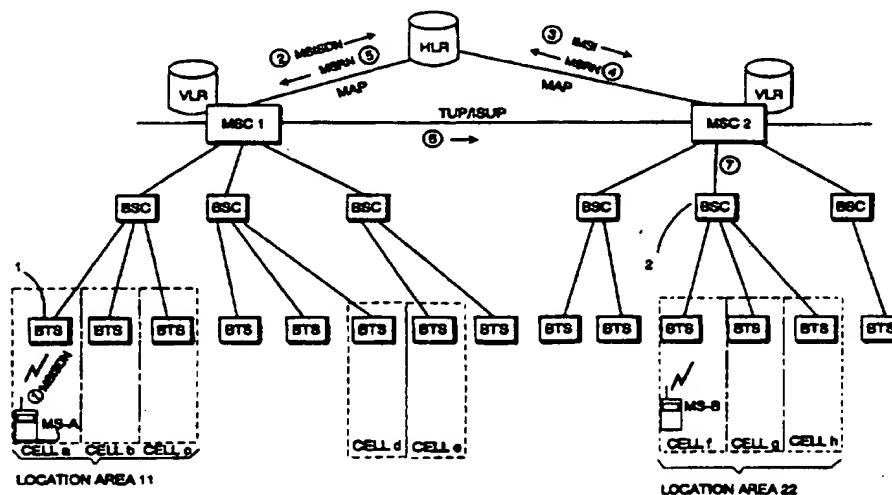 HLR
② MSISDN
MSRN ⑤
MAP
③ IMSI
MSRN ④
MAP
VLR
MSC 1
TUP/ISUP
⑥
VLR
MSC 2
⑦
BSC
BSC
BSC
BSC
BSC
BSC
1
2
BTS
BTS
BTS
BTS
BTS
BTS
BTS
BTS
BTS
BTS
BTS
BTS
BTS
BTS
① MSISDN
MS-A
MS-B
CELL a
CELL b
CELL c
CELL d
CELL e
CELL f
CELL g
CELL h
LOCATION AREA 11
LOCATION AREA 22